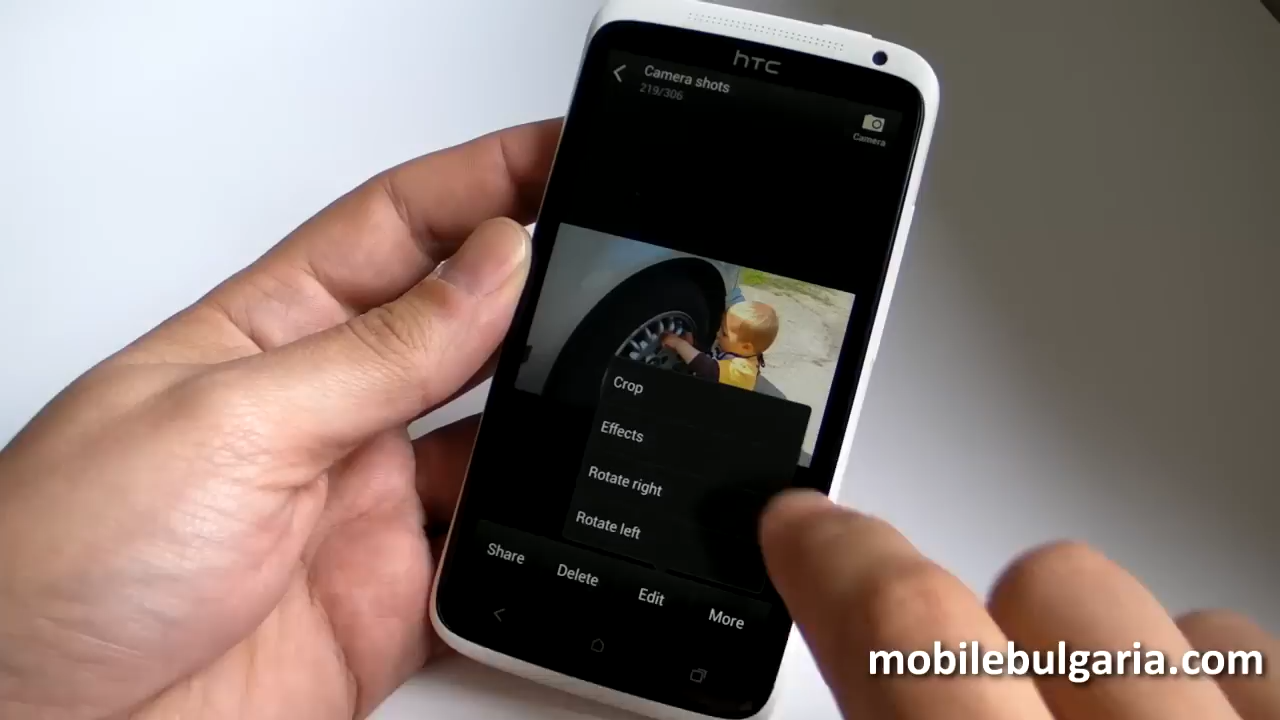 hTC
Camera shots
219/306
Camera
Crop
Effects
Rotate right
Rotate left
Share
Delete
Edit
More
mobilebulgaria.com